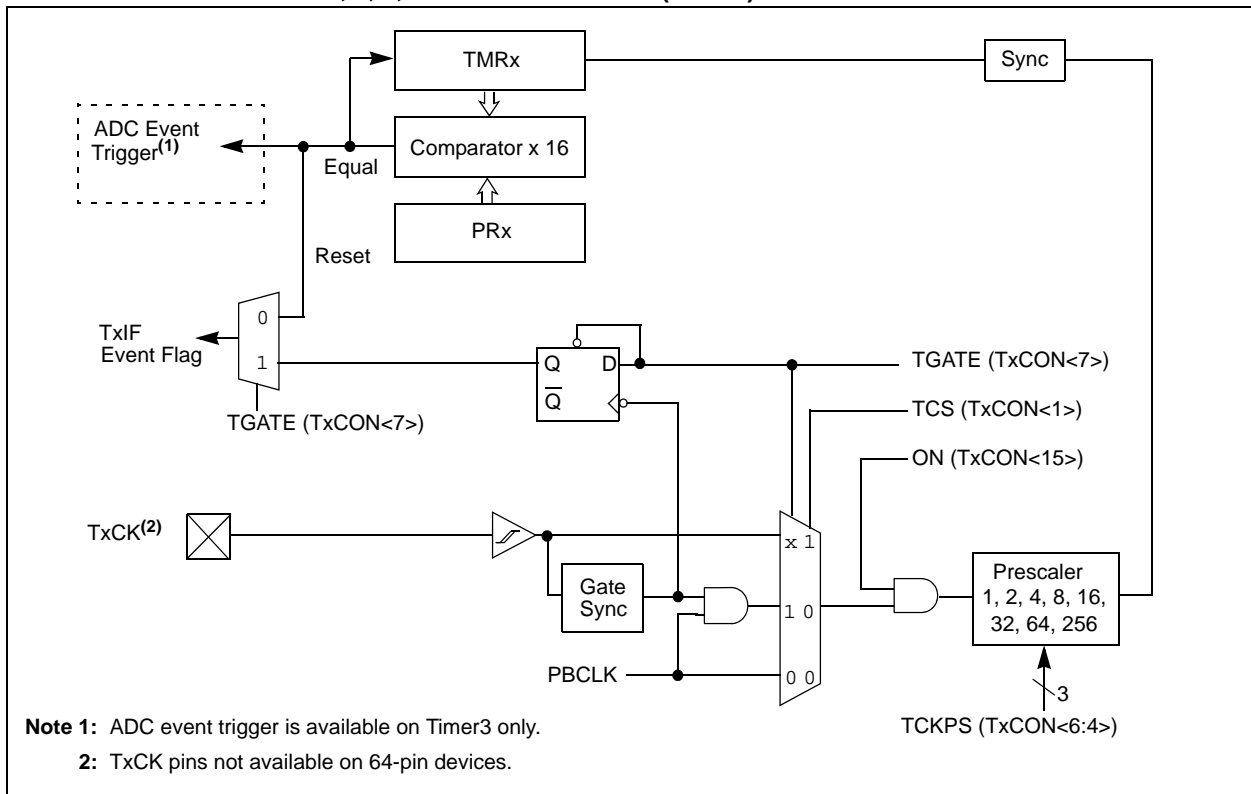 TMRx
Sync
ADC Event
Trigger(1)
Comparator x 16
Equal
PRx
Reset
0
TxIF
Event Flag
1
Q D
Q
TGATE (TxCON<7>)
TGATE (TxCON<7>)
TCS (TxCON<1>)
ON (TxCON<15>)
TxCK(2)
x 1
Gate
Sync
Prescaler
1, 2, 4, 8, 16,
32, 64, 256
1 0
PBCLK
0 0
3
TCKPS (TxCON<6:4>)
Note 1: ADC event trigger is available on Timer3 only.
2: TxCK pins not available on 64-pin devices.